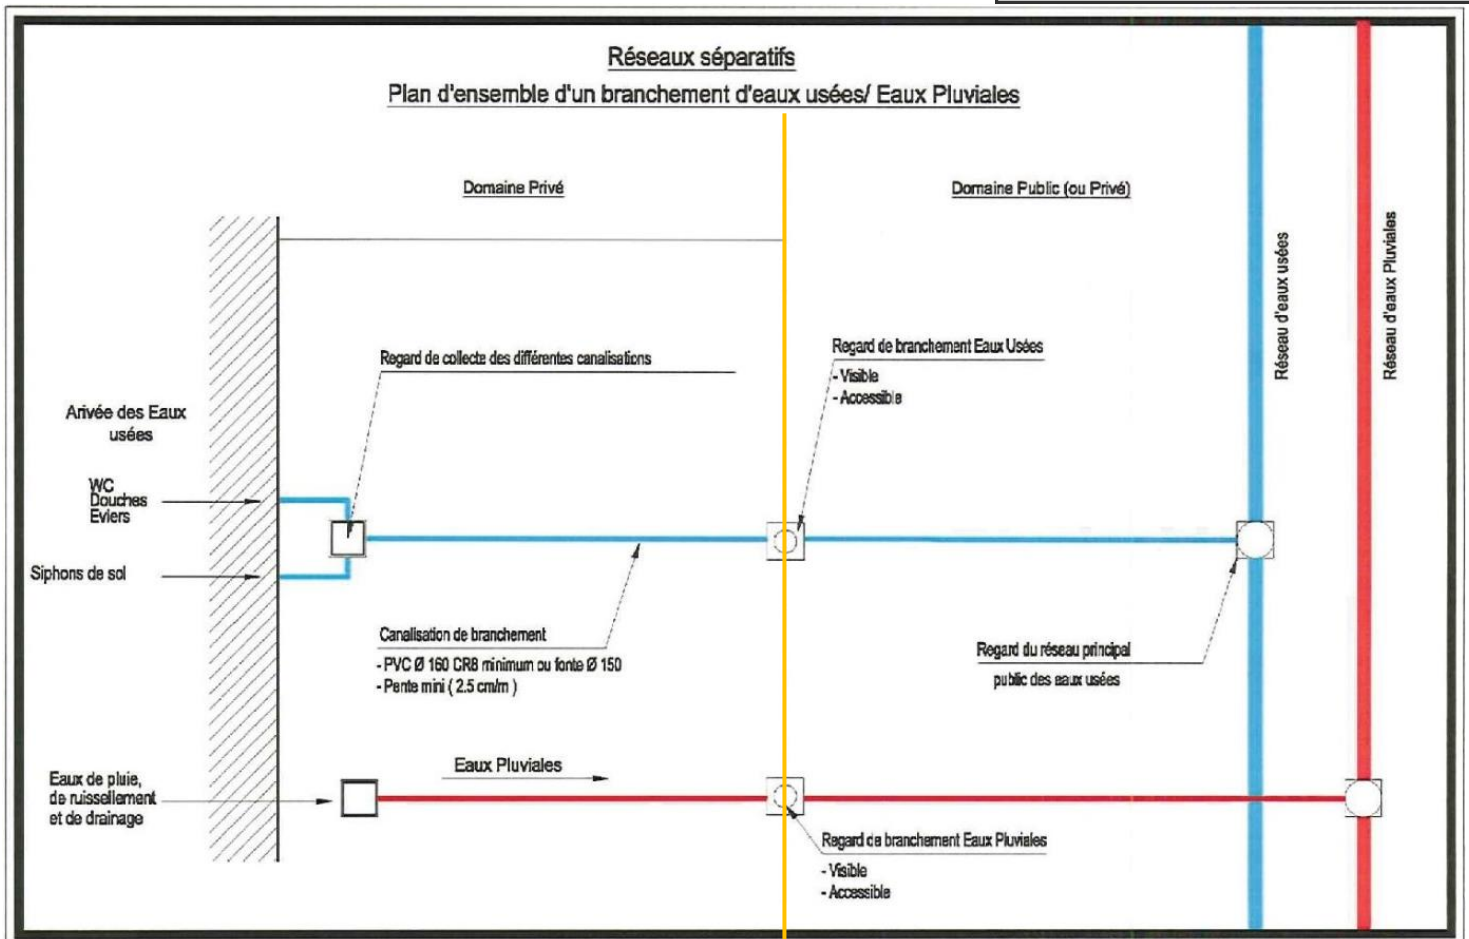 Réseaux séparatifs
Plan d'ensemble d'un branchement d'eaux usées/ Eaux Pluviales
Domaine Privé
Domaine Public (ou Privé)
Réseau d'eaux usées
Réseau d'eaux Pluviales
Regard de collecte des différentes canalisations
Regard de branchement Eaux Usées
- Visible
- Accessible
Arivée des Eaux
usées
WC
Douches
Eviers
Siphons de sol
Canalisation de branchement
- PVC Ø 160 CR8 minimum ou fonte Ø 150
- Pente mini ( 2.5 cm/m )
Regard du réseau principal
public des eaux usées
Eaux Pluviales
Eaux de pluie,
de ruissellement
et de drainage
Regard de branchement Eaux Pluviales
- Visible
- Accessible